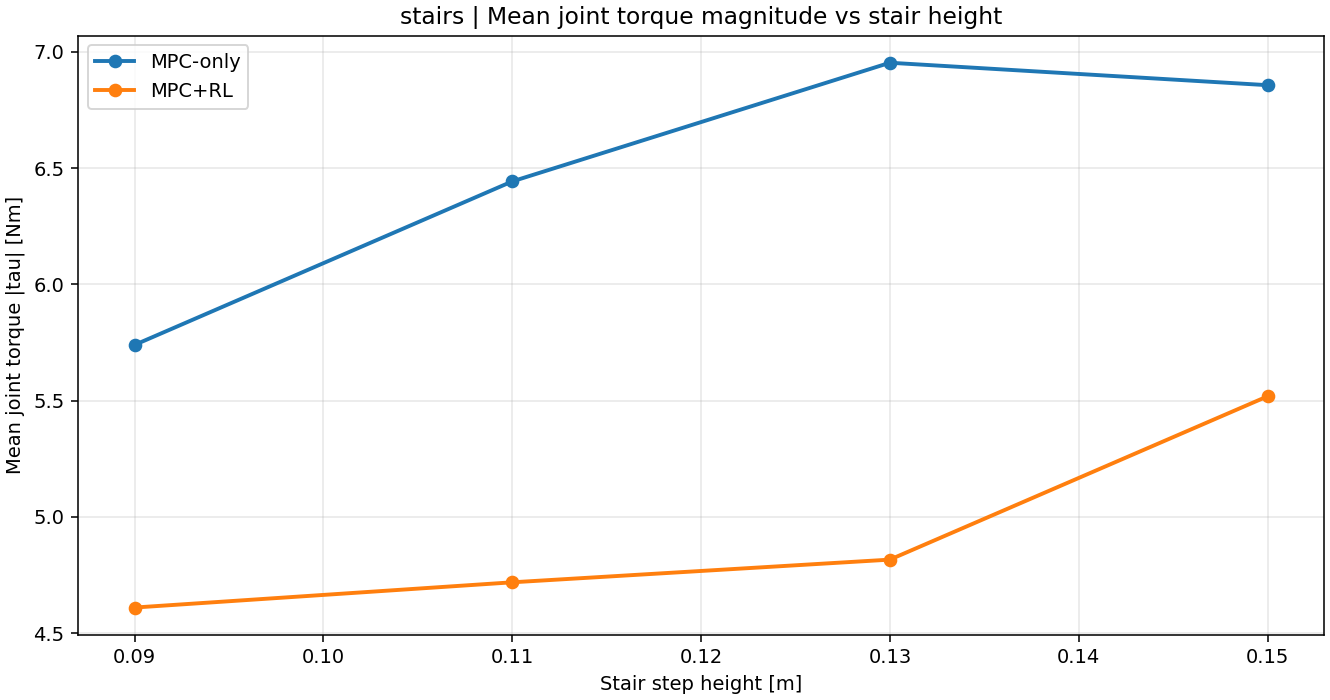 stairs | Mean joint torque magnitude vs stair height
MPC-only
MPC+RL
Mean joint torque |tau| [Nm]
7.0
6.5
6.0
5.5
5.0
4.5
0.09 0.10 0.11 0.12 0.13 0.14 0.15
Stair step height [m]